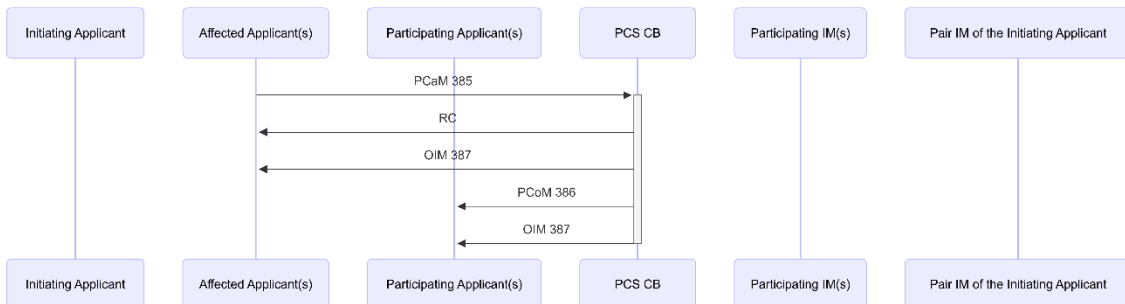 Initiating Applicant
Affected Applicant(s)
Participating Applicant(s)
PCS CB
Participating IM(s)
Pair IM of the Initiating Applicant
PCaM 385
RC
OIM 387
PCoM 386
OIM 387
Initiating Applicant
Affected Applicant(s)
Participating Applicant(s)
PCS CB
Participating IM(s)
Pair IM of the Initiating Applicant